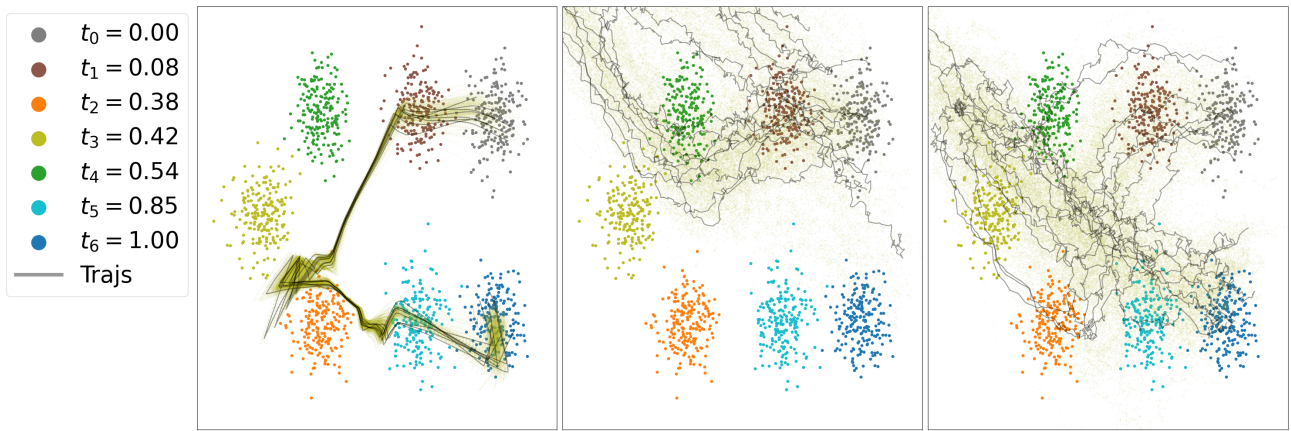 t₀ = 0.00
t₁ = 0.08
t₂ = 0.38
t₃ = 0.42
t₄ = 0.54
t₅ = 0.85
t₆ = 1.00
Trajs